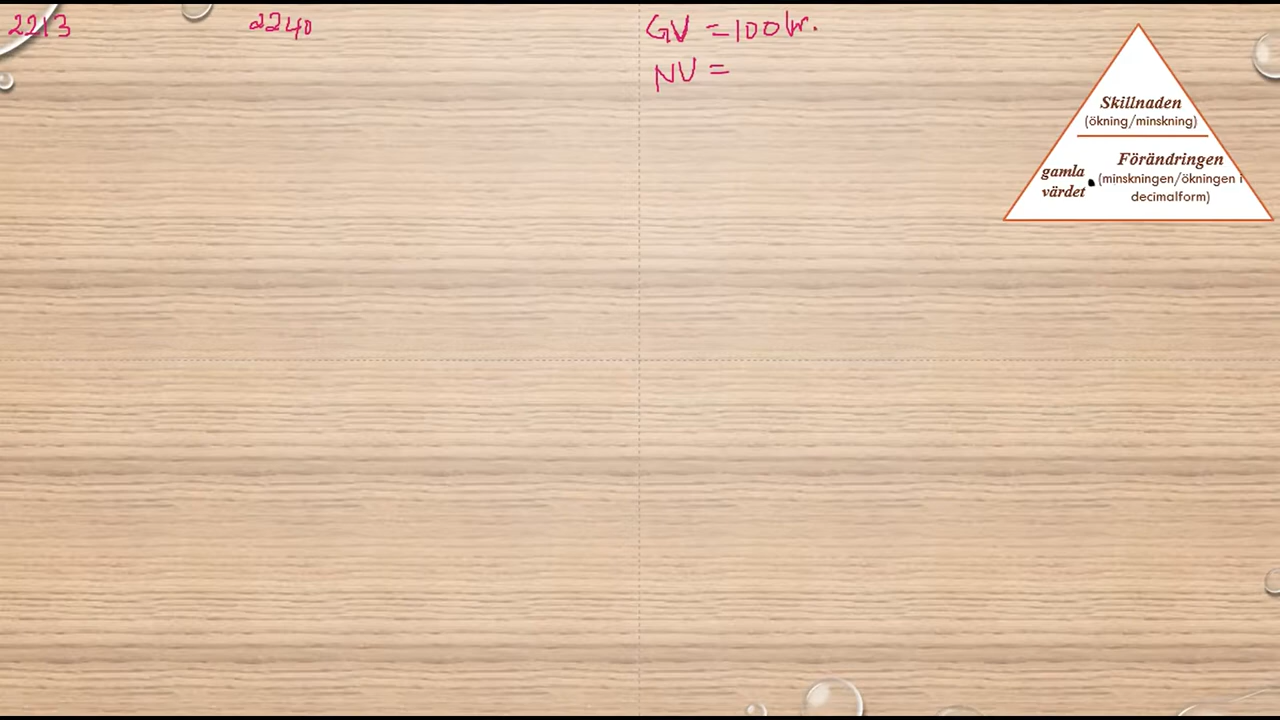 2213
2240
GV = 100 kr.
NV =
Skillnaden
(ökning/minskning)
gamla
värdet
•
Förändringen
(minskningen/ökningen i
decimalform)